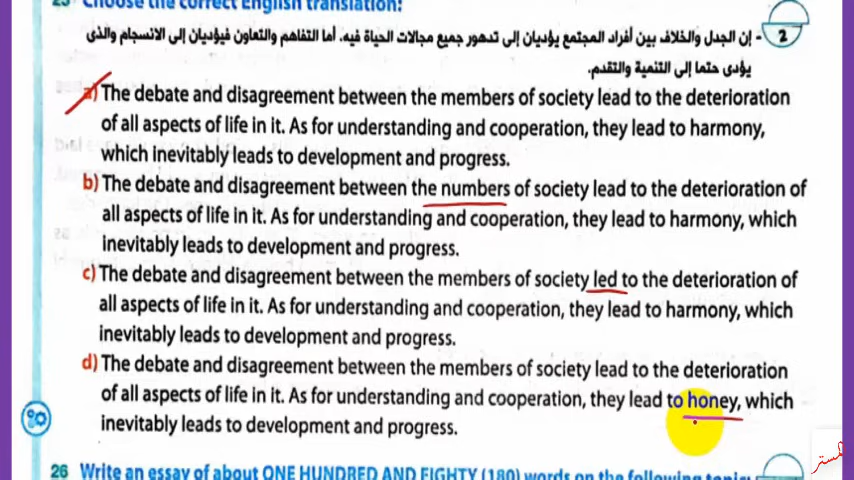 25 Choose the correct English translation:
2 - إن الجدل والخلاف بين أفراد المجتمع يؤديان إلى تدهور جميع مجالات الحياة فيه. أما التفاهم والتعاون فيؤديان إلى الانسجام والذى
يؤدى حتما إلى التنمية والتقدم.
a) The debate and disagreement between the members of society lead to the deterioration
of all aspects of life in it. As for understanding and cooperation, they lead to harmony,
which inevitably leads to development and progress.
b) The debate and disagreement between the numbers of society lead to the deterioration of
all aspects of life in it. As for understanding and cooperation, they lead to harmony, which
inevitably leads to development and progress.
c) The debate and disagreement between the members of society led to the deterioration of
all aspects of life in it. As for understanding and cooperation, they lead to harmony, which
inevitably leads to development and progress.
d) The debate and disagreement between the members of society lead to the deterioration
of all aspects of life in it. As for understanding and cooperation, they lead to honey, which
inevitably leads to development and progress.
26 Write an essay of about ONE HUNDRED AND EIGHTY (180) words on the following topic: